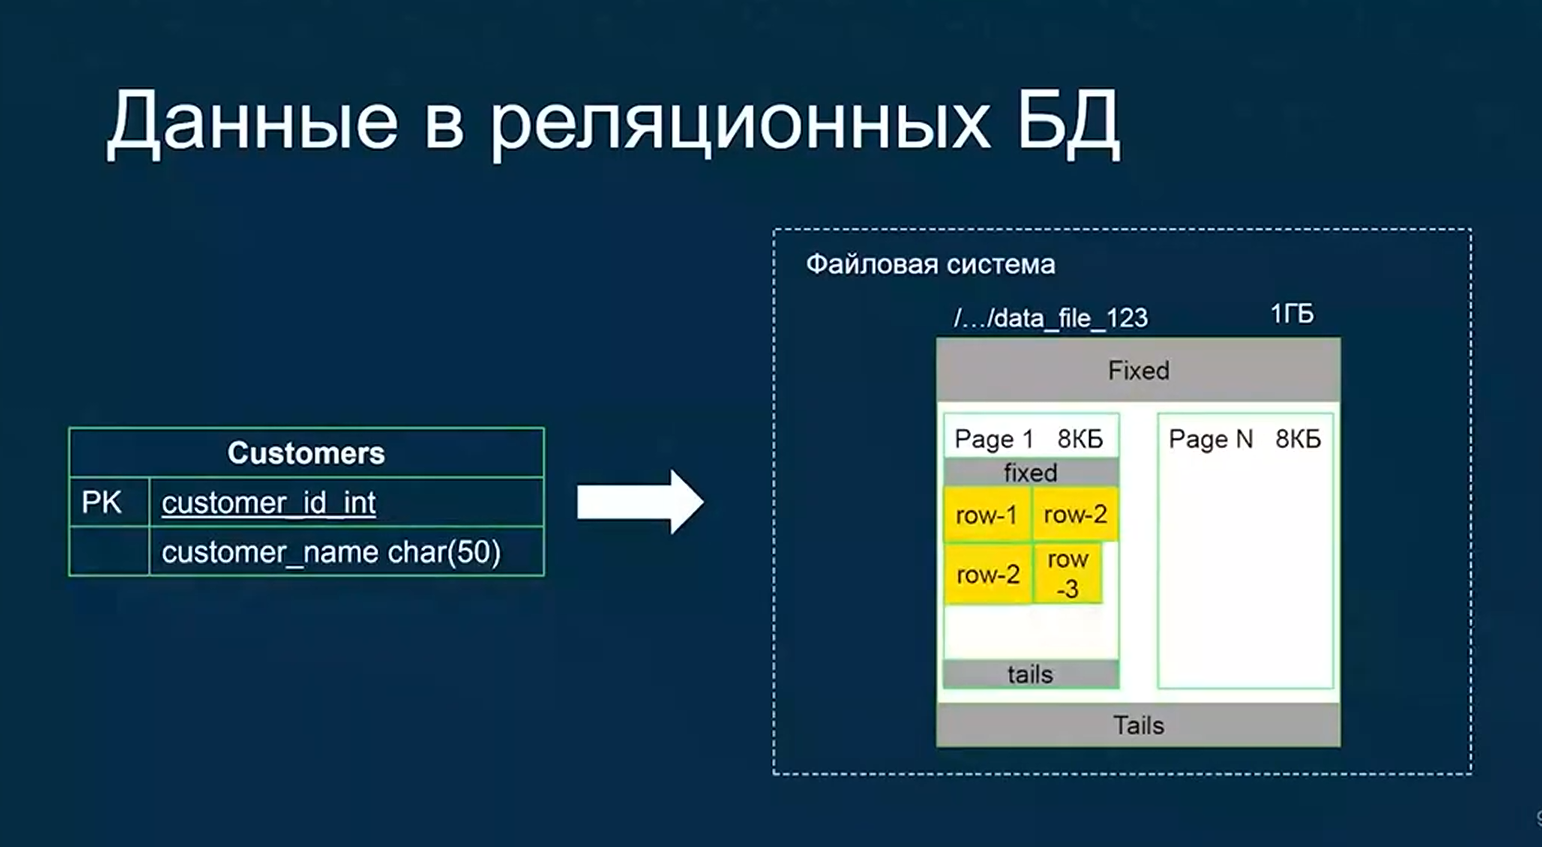 Данные в реляционных БД
Файловая система
/.../data_file_123 1ГБ
Fixed
Customers
PK customer_id_int
customer_name char(50)
Page 1 8КБ
fixed
row-1 row-2
row-2 row
-3
tails
Page N 8КБ
Tails
9